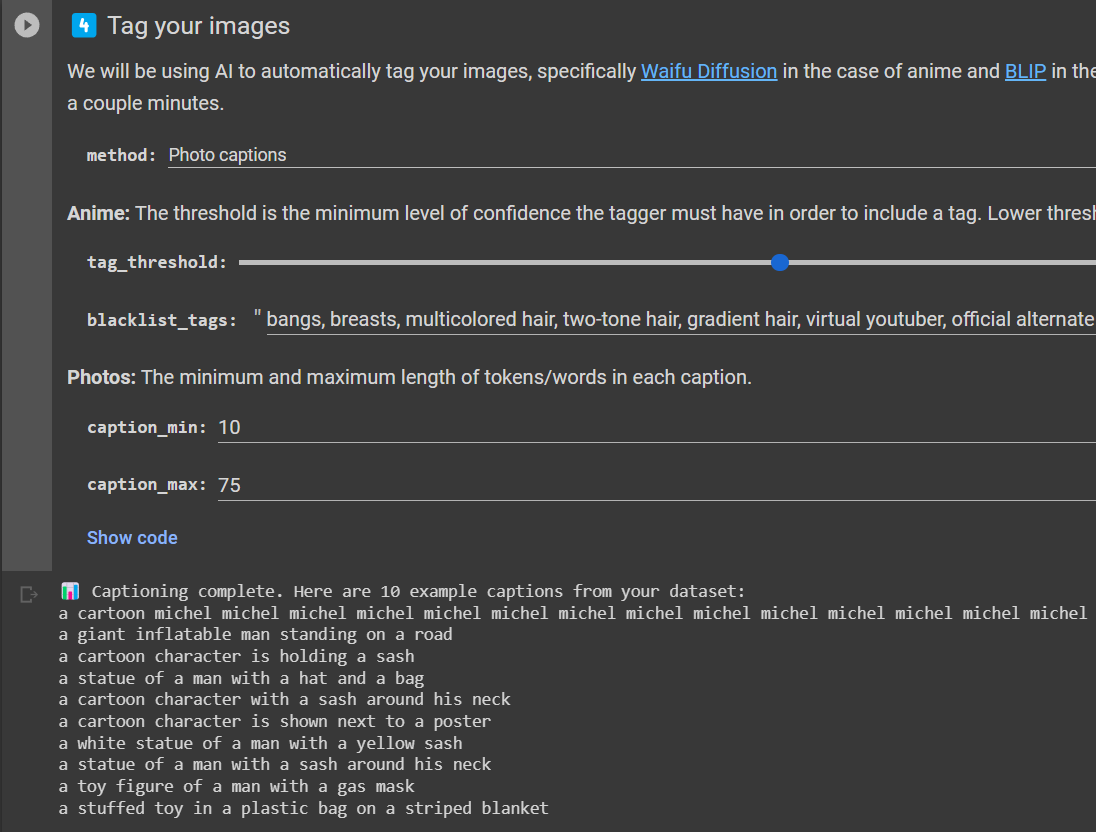 4 Tag your images
We will be using AI to automatically tag your images, specifically Waifu Diffusion in the case of anime and BLIP in the
a couple minutes.
method: Photo captions
Anime: The threshold is the minimum level of confidence the tagger must have in order to include a tag. Lower thresh
tag_threshold:
blacklist_tags: " bangs, breasts, multicolored hair, two-tone hair, gradient hair, virtual youtuber, official alternate
Photos: The minimum and maximum length of tokens/words in each caption.
caption_min: 10
caption_max: 75
Show code
📊 Captioning complete. Here are 10 example captions from your dataset:
a cartoon michel michel michel michel michel michel michel michel michel michel michel michel michel michel
a giant inflatable man standing on a road
a cartoon character is holding a sash
a statue of a man with a hat and a bag
a cartoon character with a sash around his neck
a cartoon character is shown next to a poster
a white statue of a man with a yellow sash
a statue of a man with a sash around his neck
a toy figure of a man with a gas mask
a stuffed toy in a plastic bag on a striped blanket